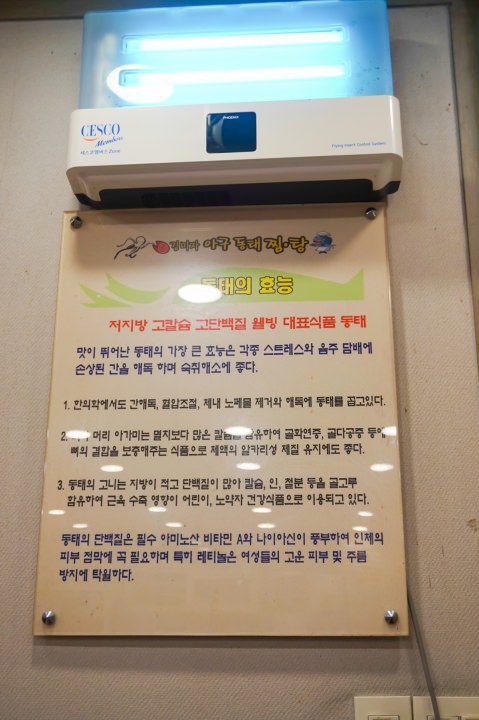 CESCO
Members
세스코멤버스 Zone
Flying Insect Control System
아구 동태 찜·탕
동태의 효능
저지방 고칼슘 고단백질 웰빙 대표식품 동태
맛이 뛰어난 동태의 가장 큰 효능은 각종 스트레스와 음주 담배에
손상된 간을 해독 하며 숙취해소에 좋다.
1. 한의학에서도 간해독, 혈압조절, 체내 노폐물 제거와 해독에 동태를 꼽고있다.
2. 머리 아가미는 멸치보다 많은 칼슘을 함유하여 골화연증, 골다공증 등에
뼈의 결함을 보충해주는 식품으로 체액의 알카리성 체질 유지에도 좋다.
3. 동태의 고니는 지방이 적고 단백질이 많아 칼슘, 인, 철분 등을 골고루
함유하여 근육 수축 영향이 어린이, 노약자 건강식품으로 이용되고 있다.
동태의 단백질은 필수 아미노산 비타민 A와 나이아신이 풍부하여 인체의
피부 점막에 꼭 필요하며 특히 레티놀은 여성들의 고운 피부 및 주름
방지에 탁월하다.